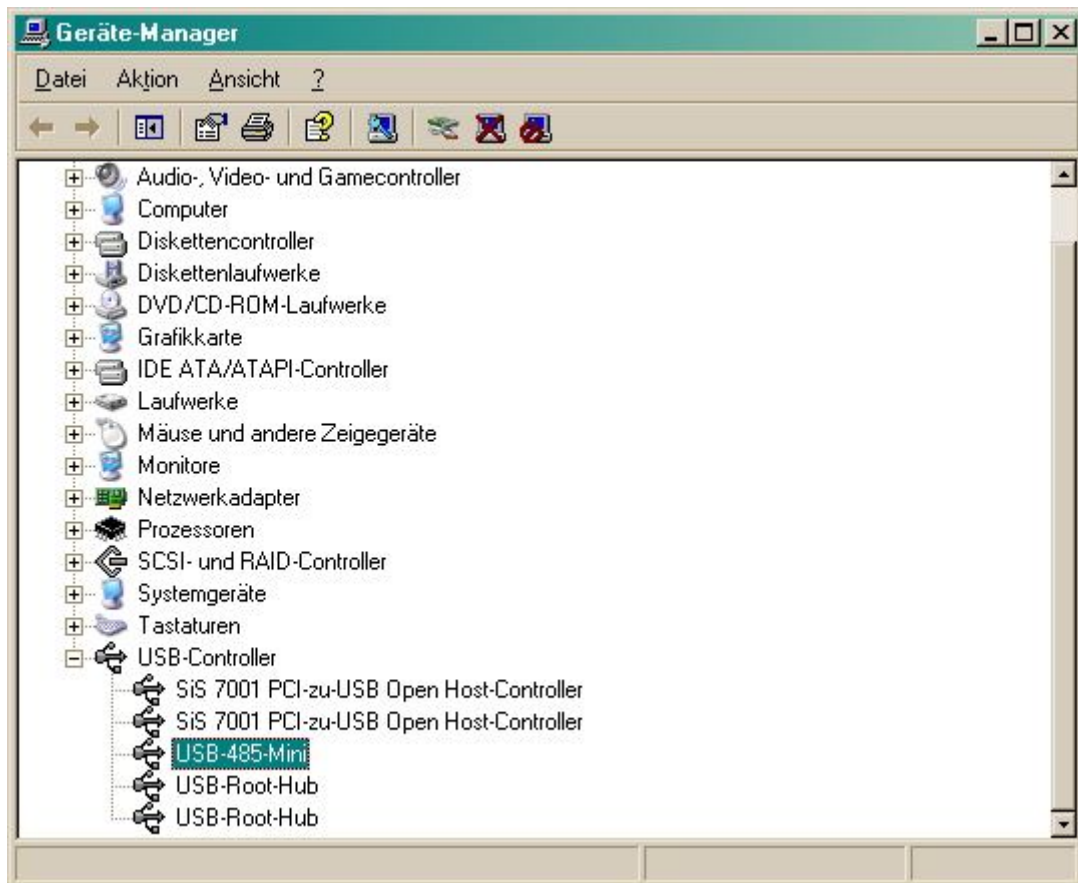 Geräte-Manager
Datei Aktion Ansicht ?
Audio-, Video- und Gamecontroller
Computer
Diskettencontroller
Diskettenlaufwerke
DVD/CD-ROM-Laufwerke
Grafikkarte
IDE ATA/ATAPI-Controller
Laufwerke
Mäuse und andere Zeigegeräte
Monitore
Netzwerkadapter
Prozessoren
SCSI- und RAID-Controller
Systemgeräte
Tastaturen
USB-Controller
SiS 7001 PCI-zu-USB Open Host-Controller
SiS 7001 PCI-zu-USB Open Host-Controller
USB-485-Mini
USB-Root-Hub
USB-Root-Hub